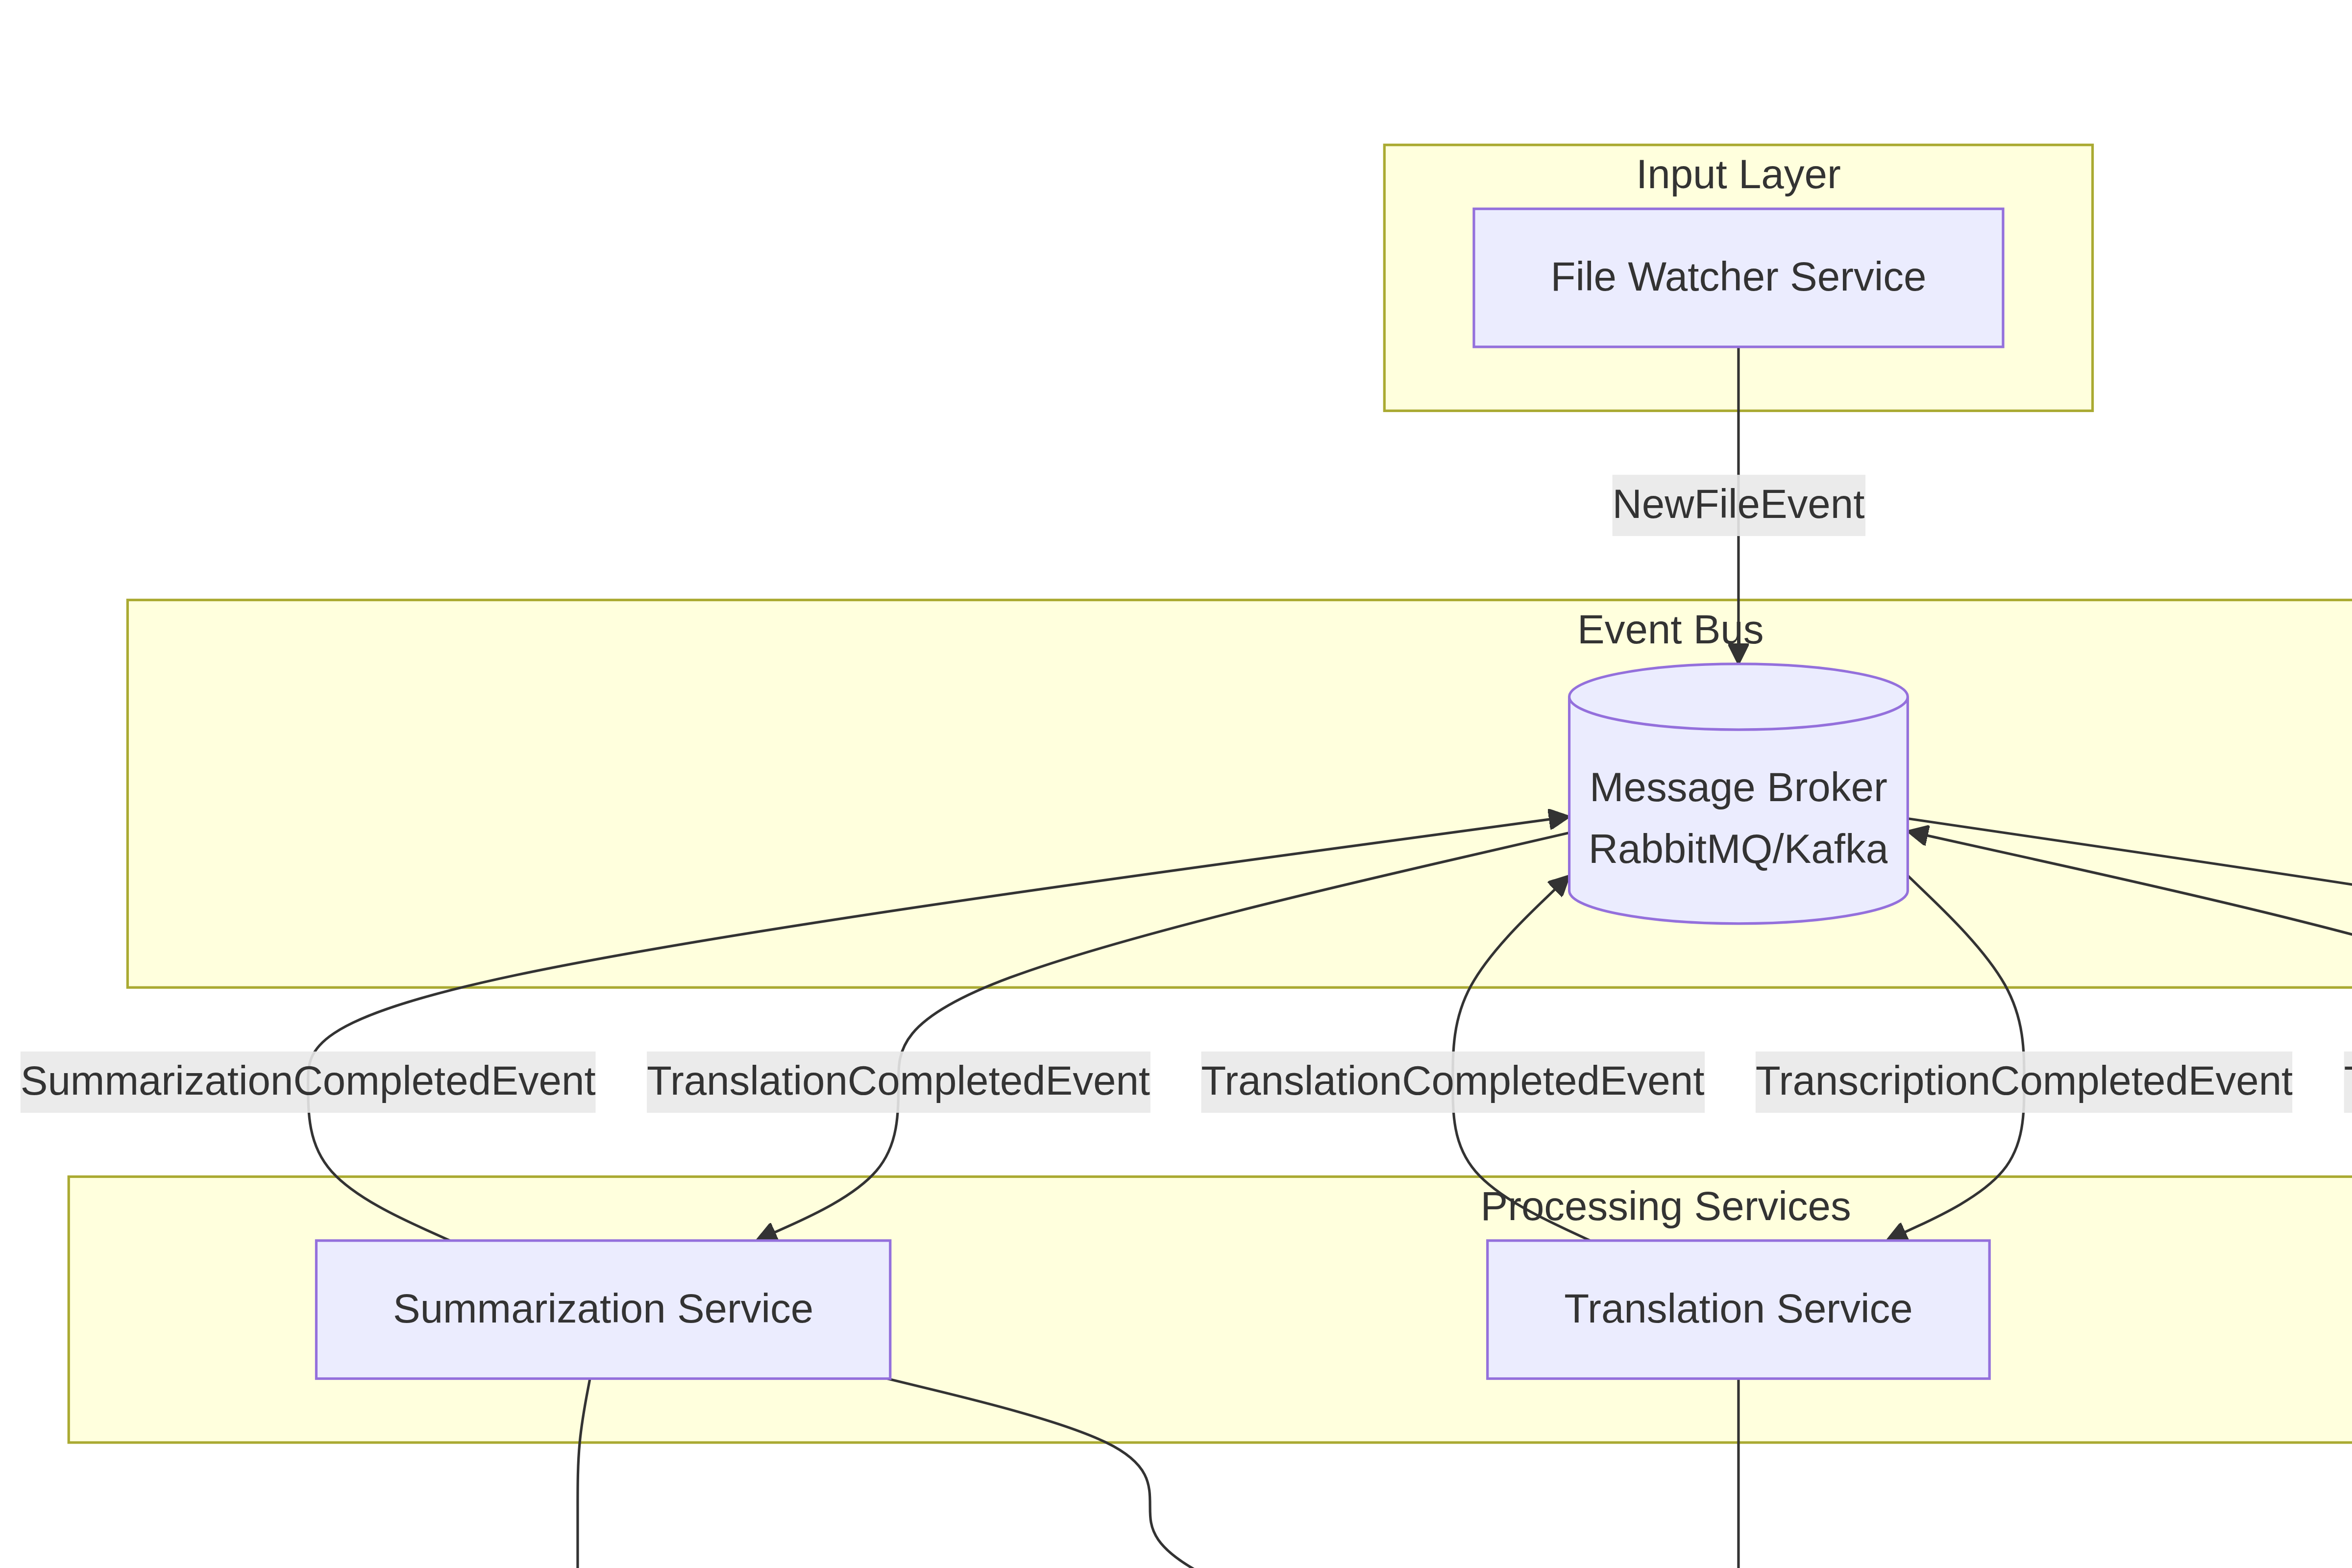 Input Layer
File Watcher Service
NewFileEvent
Event Bus
Message Broker
RabbitMQ/Kafka
SummarizationCompletedEvent
TranslationCompletedEvent
TranslationCompletedEvent
TranscriptionCompletedEvent
Processing Services
Summarization Service
Translation Service